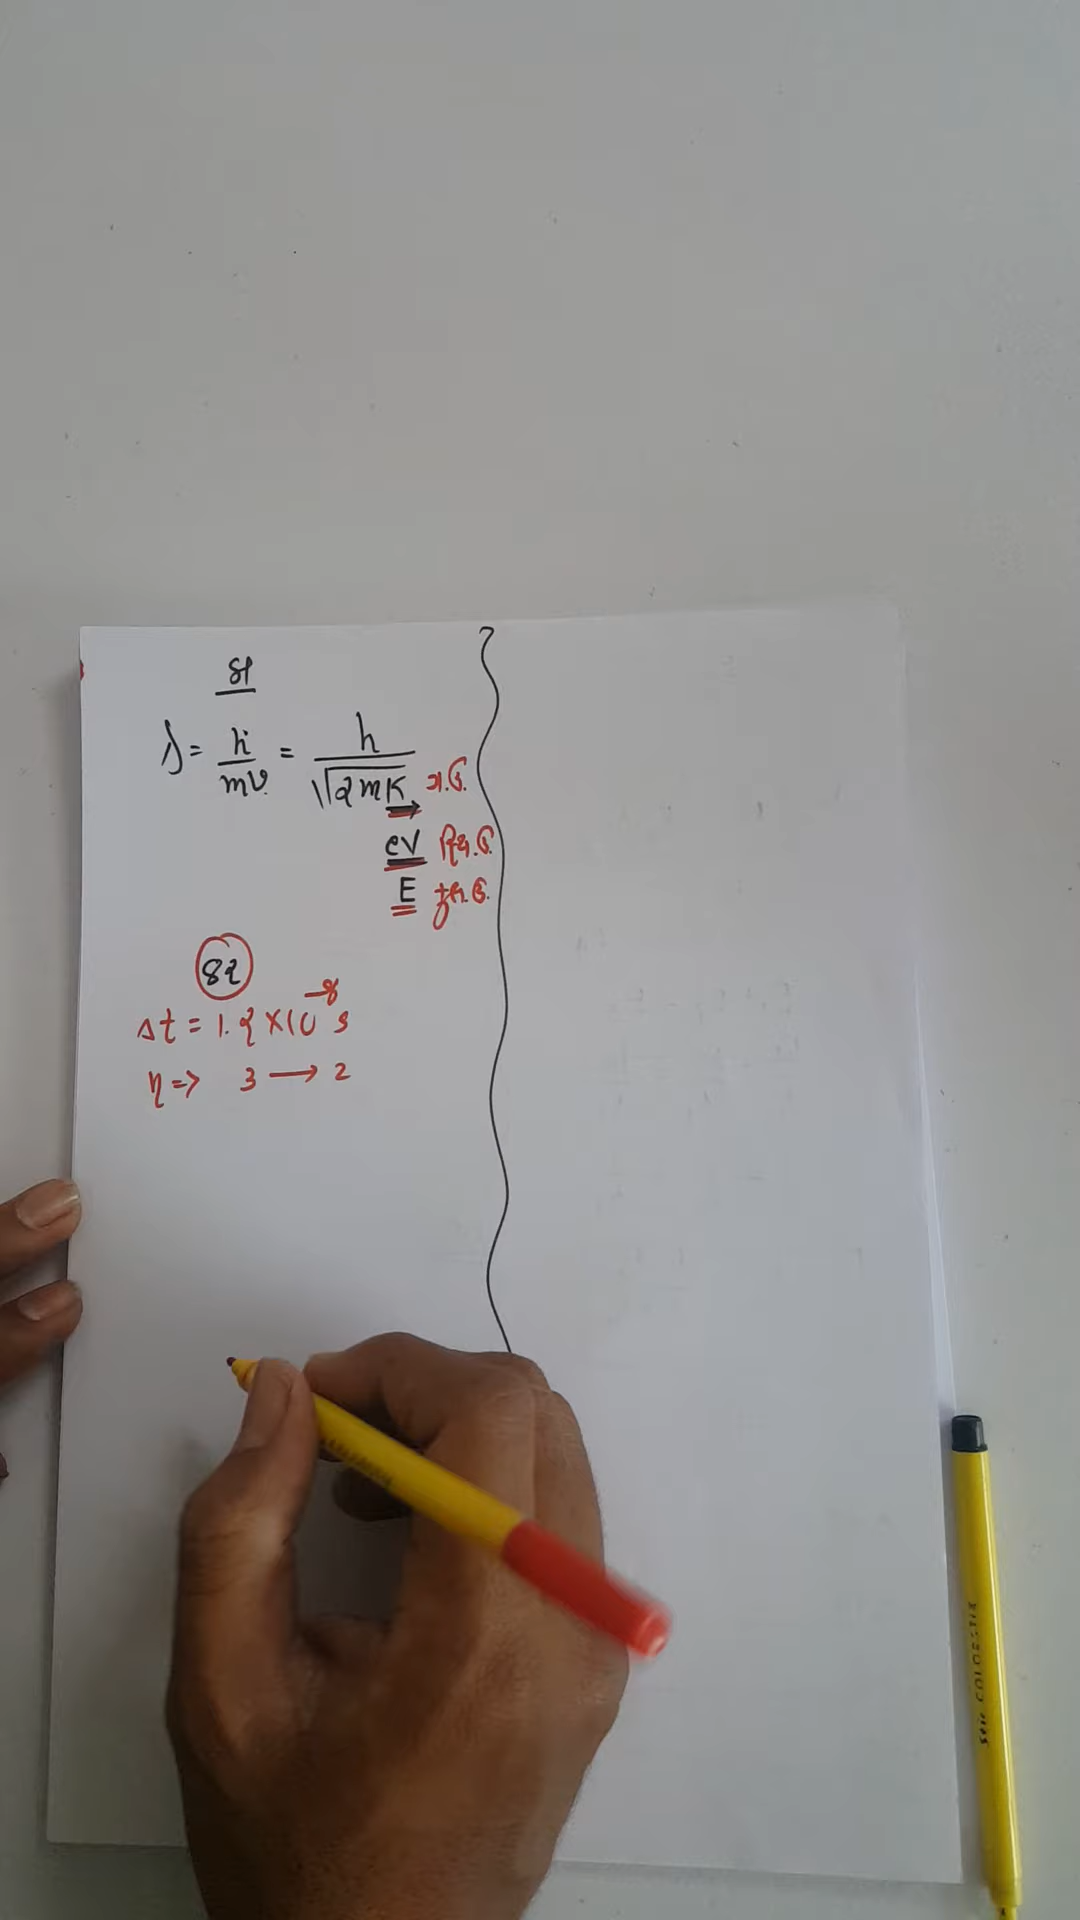 81
λ = h/mv = h/√2mK ગ.ઊ.
eV
E
82
Δt = 1.2 × 10⁻⁸ s
n => 3 → 2